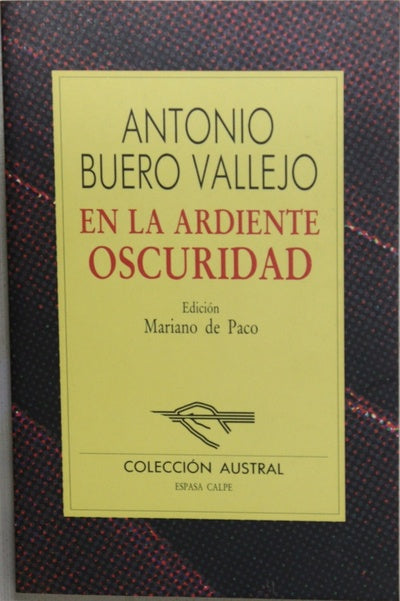 ANTONIO
BUERO VALLEJO
EN LA ARDIENTE
OSCURIDAD
Edición
Mariano de Paco
COLECCIÓN AUSTRAL
ESPASA CALPE